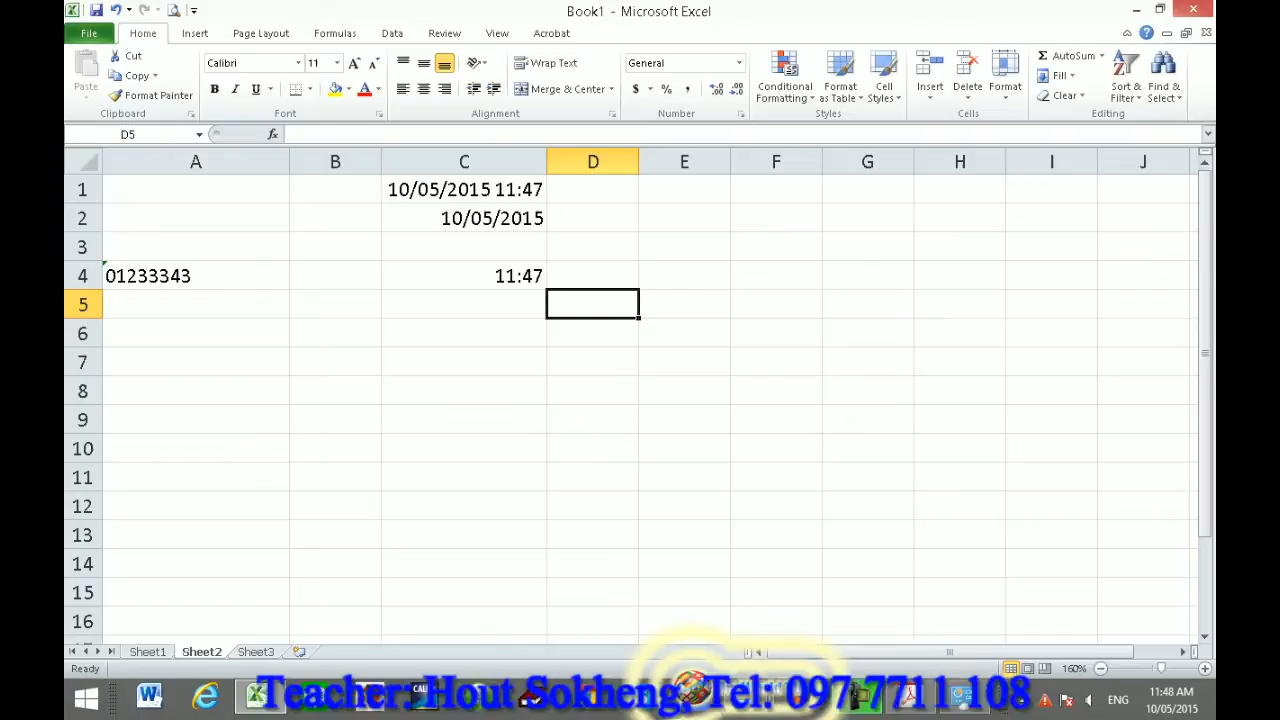 Book1 - Microsoft Excel
File Home Insert Page Layout Formulas Data Review View Acrobat
Cut
Copy
Format Painter
Paste
Clipboard
Calibri 11
B I U
Font
Wrap Text
Merge & Center
Alignment
General
$ % ,
Number
Conditional Formatting
Format as Table
Cell Styles
Styles
Insert Delete Format
Cells
AutoSum
Fill
Clear
Sort & Filter
Find & Select
Editing
D5 fx
A B C D E F G H I J
1 10/05/2015 11:47
2 10/05/2015
3
4 01233343 11:47
5
6
7
8
9
10
11
12
13
14
15
16
Sheet1 Sheet2 Sheet3
Ready 160%
Teacher: Hout Sokheng, Tel: 097 7711 108
ENG
11:48 AM
10/05/2015